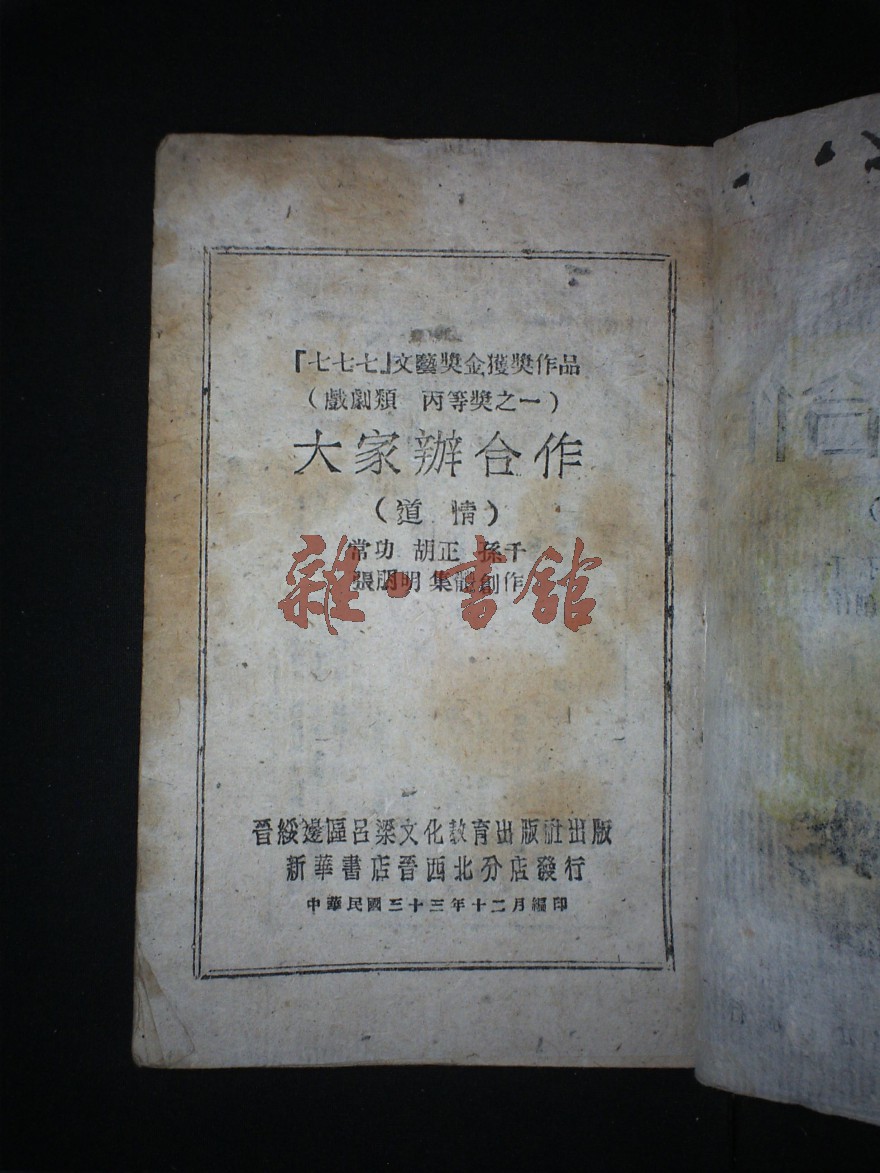 『七七七』文藝奬金獲奬作品
（戲劇類　丙等奬之一）
大家辦合作
（道情）
常功　胡正　孫千
張朋明　集體創作
雜·書館
晉綏邊區呂梁文化教育出版社出版
新華書店晉西北分店發行
中華民國三十三年十二月編印